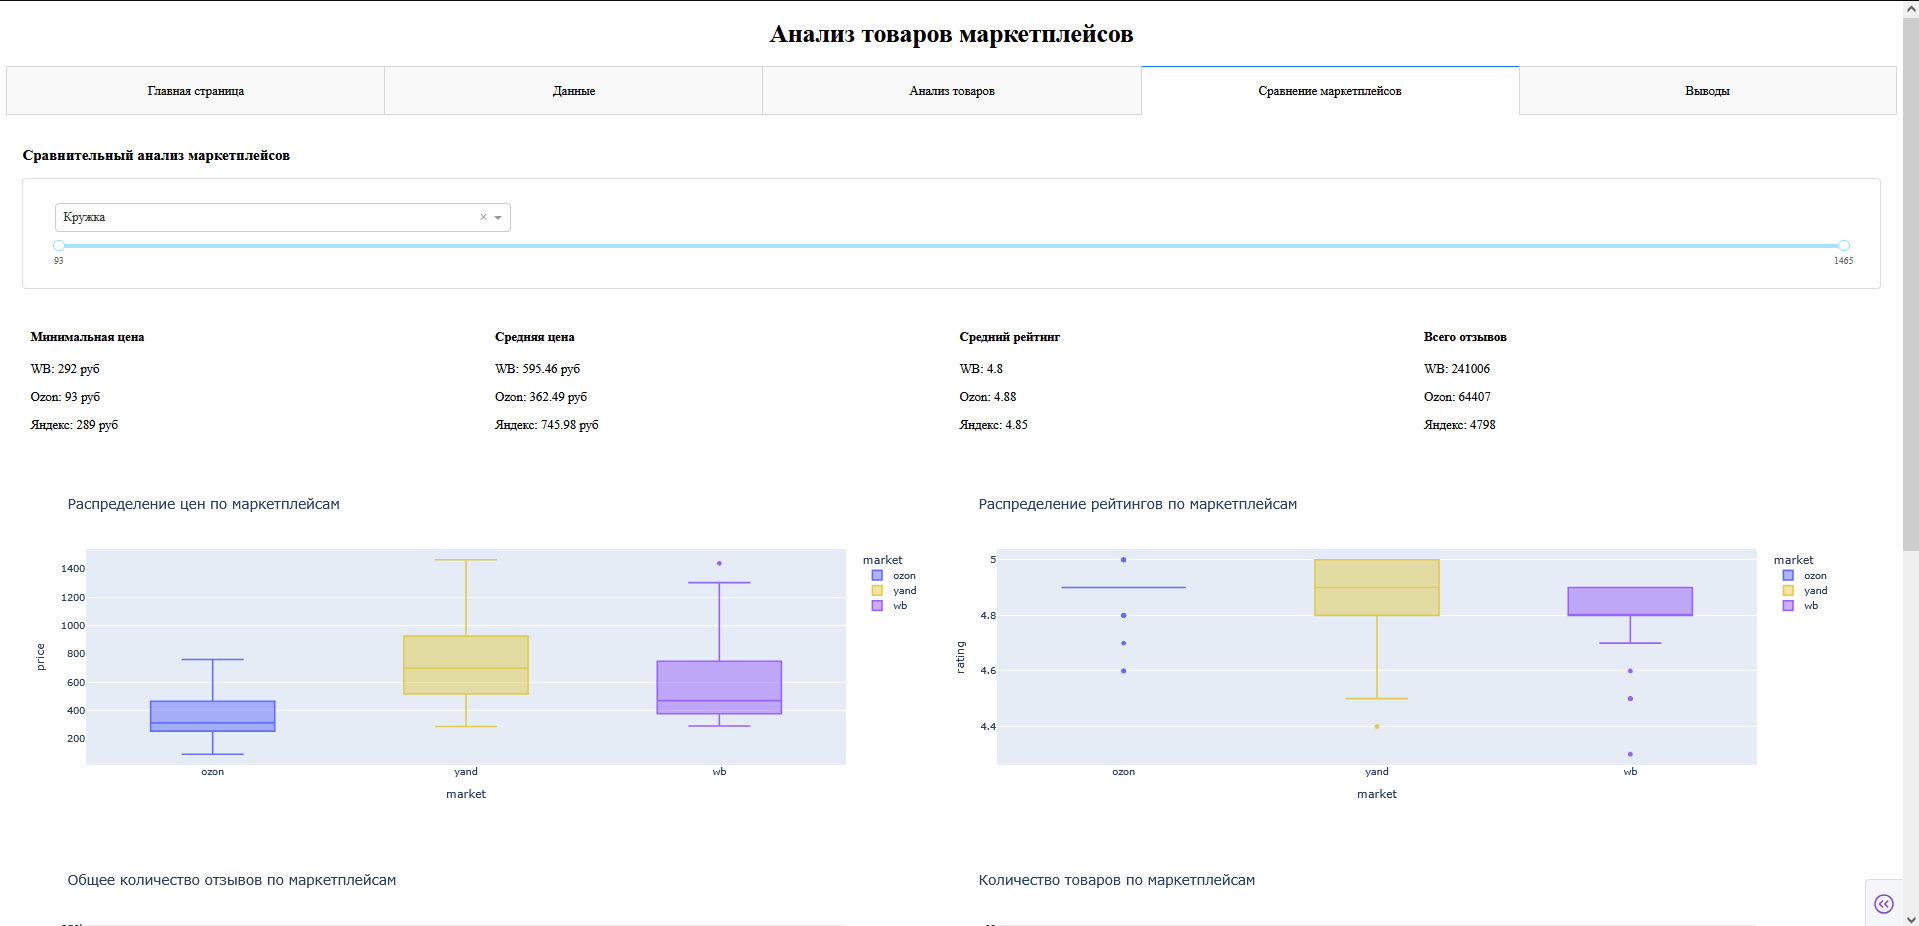 Анализ товаров маркетплейсов
Главная страница
Данные
Анализ товаров
Сравнение маркетплейсов
Выводы
Сравнительный анализ маркетплейсов
Кружка × 
93
1465
Минимальная цена
WB: 292 руб
Ozon: 93 руб
Яндекс: 289 руб
Средняя цена
WB: 595.46 руб
Ozon: 362.49 руб
Яндекс: 745.98 руб
Средний рейтинг
WB: 4.8
Ozon: 4.88
Яндекс: 4.85
Всего отзывов
WB: 241006
Ozon: 64407
Яндекс: 4798
Распределение цен по маркетплейсам
price
1400
1200
1000
800
600
400
200
ozon
yand
wb
market
market
ozon
yand
wb
Распределение рейтингов по маркетплейсам
rating
5
4.8
4.6
4.4
ozon
yand
wb
market
market
ozon
yand
wb
Общее количество отзывов по маркетплейсам
Количество товаров по маркетплейсам